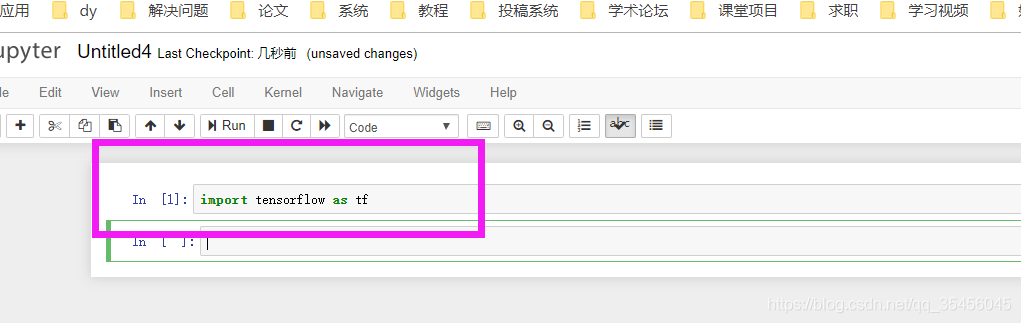 应用 dy 解决问题 论文 系统 教程 投稿系统 学术论坛 课堂项目 求职 学习视频
upyter Untitled4 Last Checkpoint: 几秒前 (unsaved changes)
le Edit View Insert Cell Kernel Navigate Widgets Help
Run Code abc
In [1]: import tensorflow as tf
In [ ]:
https://blog.csdn.net/qq_35456045